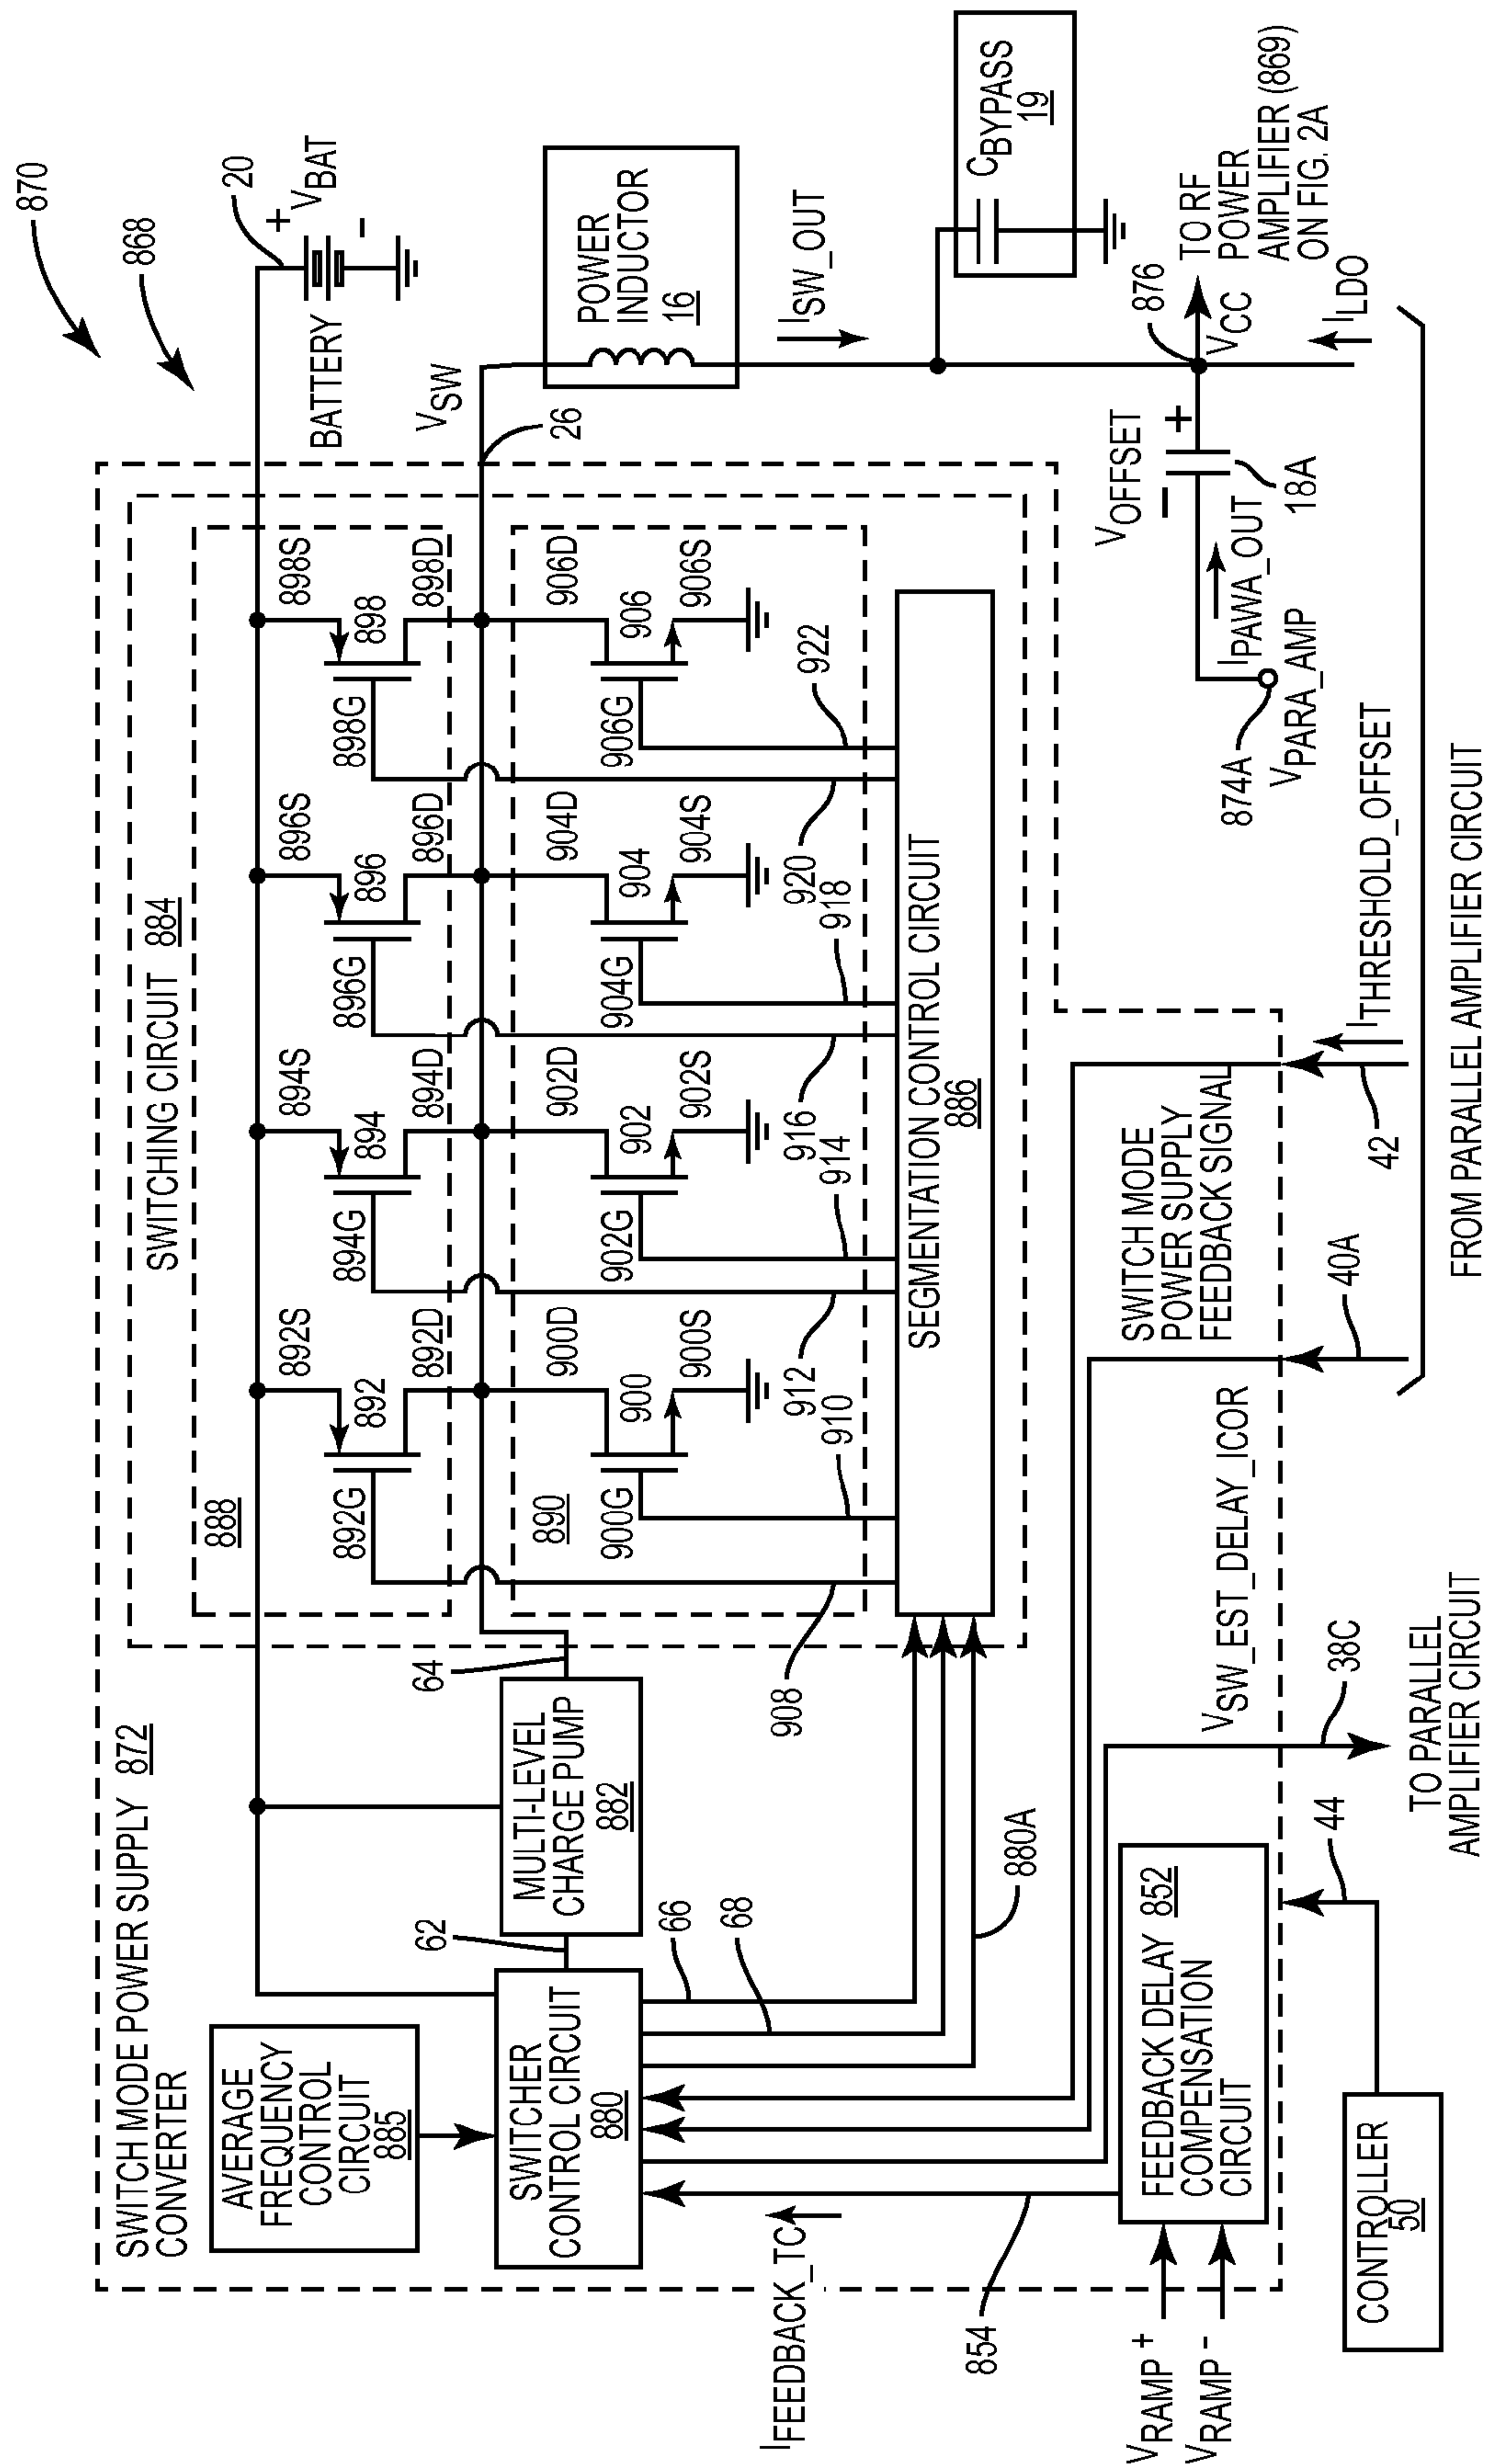 870
868
SWITCH MODE POWER SUPPLY 872
CONVERTER
AVERAGE
FREQUENCY
CONTROL
CIRCUIT
885
SWITCHING CIRCUIT 884
888
892S
892
892G
892D
894S
894
894G
894D
896S
896
896G
896D
898S
898
898G
898D
20
+
VBAT
-
BATTERY
VSW
26
POWER
INDUCTOR
16
ISW_OUT
CBYPASS
19
62
MULTI-LEVEL
CHARGE PUMP
882
64
SWITCHER
CONTROL CIRCUIT
880
890
900D
900
900G
900S
902D
902
902G
902S
904D
904
904G
904S
906D
906
906G
906S
66
68
880A
908
912
910
916
914
920
918
922
SEGMENTATION CONTROL CIRCUIT
886
IFEEDBACK_TC
854
VRAMP+
VRAMP-
FEEDBACK DELAY 852
COMPENSATION
CIRCUIT
CONTROLLER
50
44
VSW_EST_DELAY_ICOR
38C
TO PARALLEL
AMPLIFIER CIRCUIT
SWITCH MODE
POWER SUPPLY
FEEDBACK SIGNAL
40A
42
ITHRESHOLD_OFFSET
FROM PARALLEL AMPLIFIER CIRCUIT
874A
VPARA_AMP
IPAWA_OUT
VOFFSET
-
+
18A
876
VCC
ILDO
TO RF
POWER
AMPLIFIER (869)
ON FIG. 2A